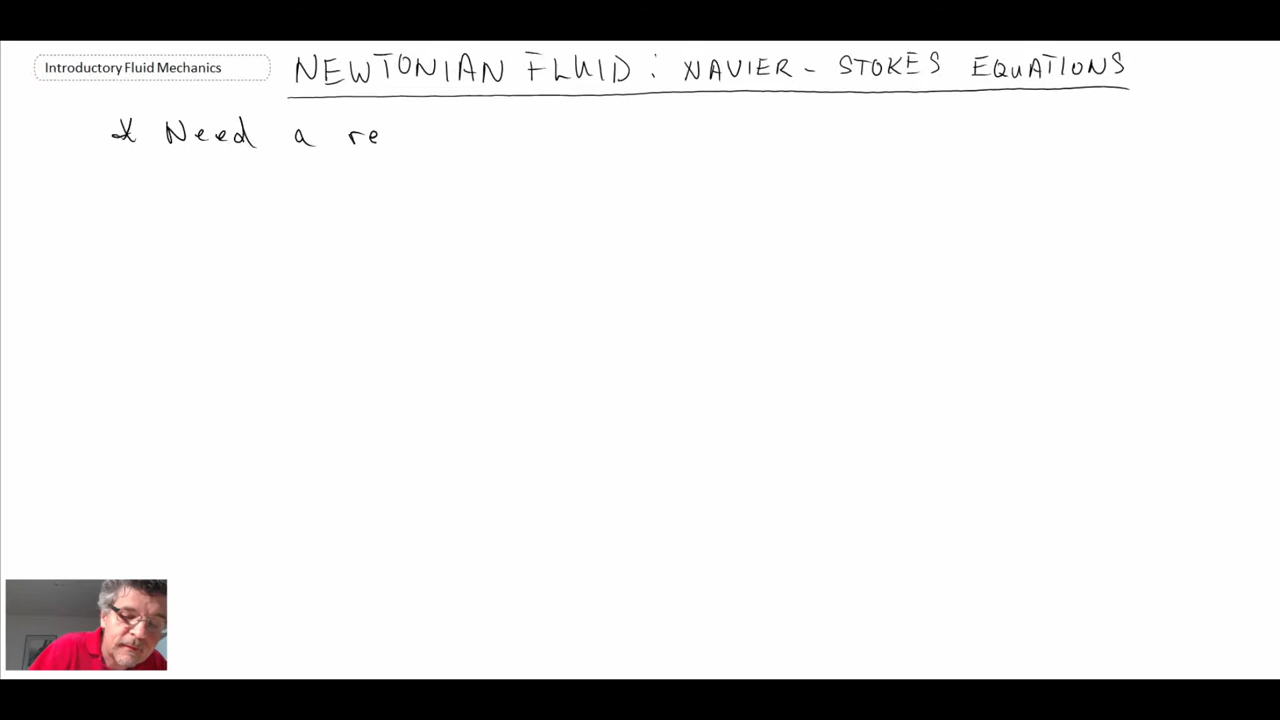 Introductory Fluid Mechanics
NEWTONIAN FLUID: NAVIER - STOKES EQUATIONS
* Need a re